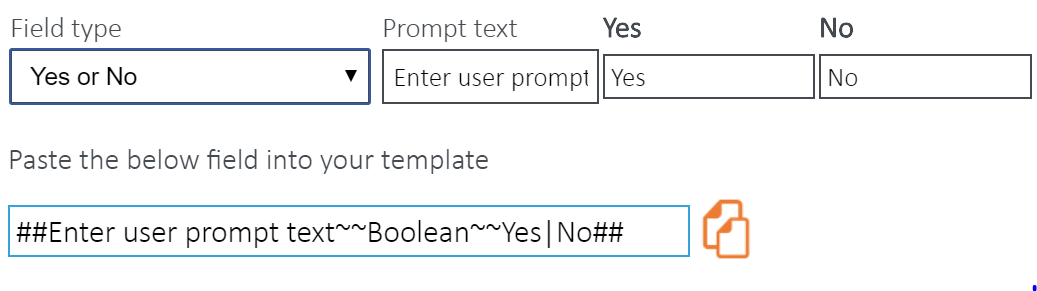 Field type Prompt text Yes No
Yes or No Enter user prompt Yes No
Paste the below field into your template
##Enter user prompt text~~Boolean~~Yes|No##